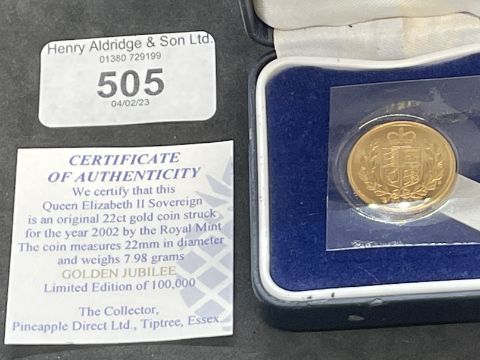 Henry Aldridge & Son Ltd.
01380 729199
505
04/02/23
CERTIFICATE
OF AUTHENTICITY
We certify that this
Queen Elizabeth II Sovereign
is an original 22ct gold coin struck
for the year 2002 by the Royal Mint
The coin measures 22mm in diameter
and weighs 7.98 grams
GOLDEN JUBILEE
Limited Edition of 100,000
The Collector,
Pineapple Direct Ltd., Tiptree, Essex.